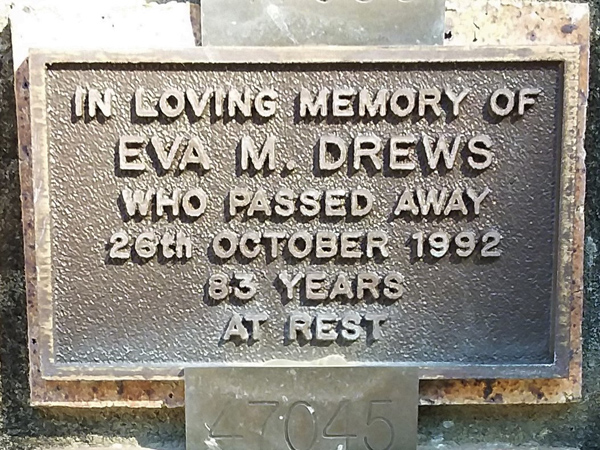 IN LOVING MEMORY OF
EVA M. DREWS
WHO PASSED AWAY
26th OCTOBER 1992
83 YEARS
AT REST
47045